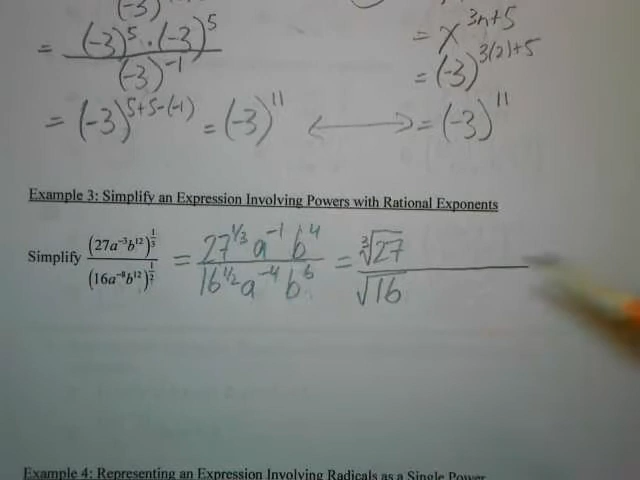 (-3)
= (-3)^5 · (-3)^5 / (-3)^-1
= (-3)^5+5-(-1) = (-3)^11 ⟷ = (-3)^11
= x^3n+5
= (-3)^3(2)+5
Example 3: Simplify an Expression Involving Powers with Rational Exponents
Simplify (27a^-3b^12)^1/3 / (16a^-8b^12)^1/2 = 27^1/3 a^-1 b^4 / 16^1/2 a^-4 b^6 = ∛27 / √16
Example 4: Representing an Expression Involving Radicals as a Single Power